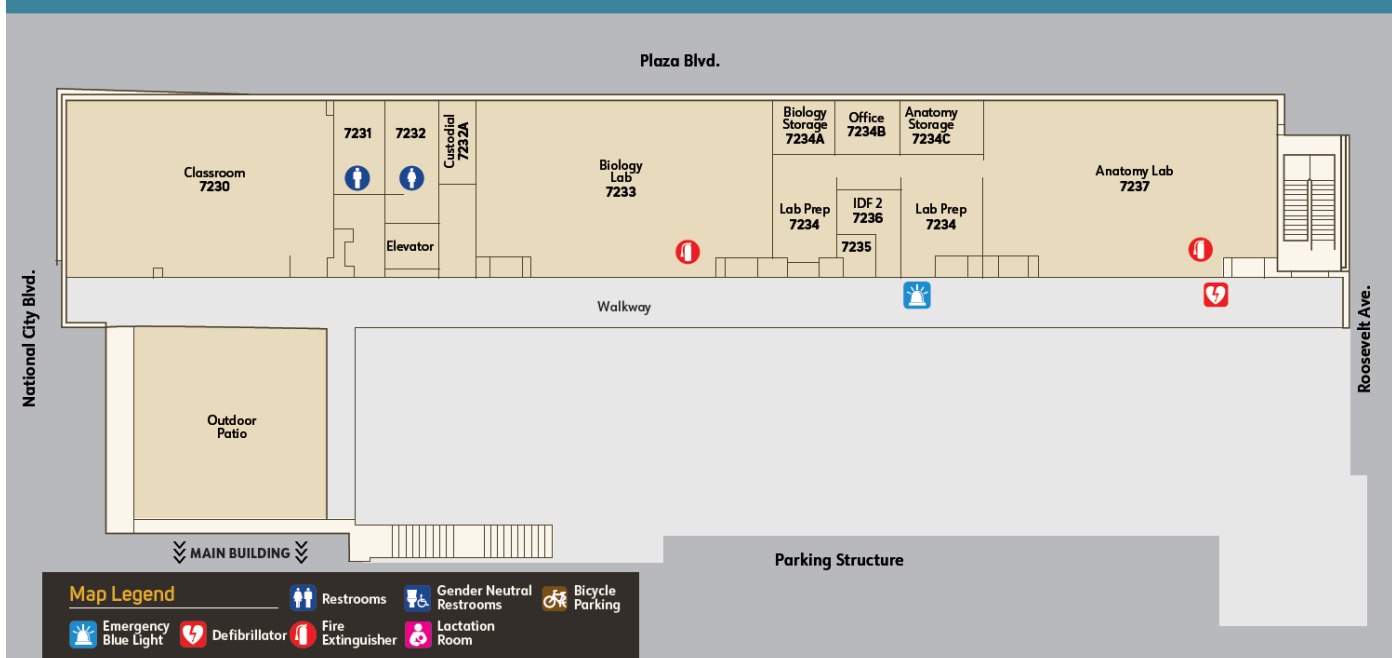 Plaza Blvd.
Classroom
7230
7231
7232
Custodial
7232A
Biology
Lab
7233
Biology
Storage
7234A
Office
7234B
Anatomy
Storage
7234C
Anatomy Lab
7237
Elevator
Lab Prep
7234
IDF 2
7236
7235
Lab Prep
7234
Walkway
National City Blvd.
Roosevelt Ave.
Outdoor
Patio
MAIN BUILDING
Parking Structure
Map Legend
Restrooms
Gender Neutral
Restrooms
Bicycle
Parking
Emergency
Blue Light
Defibrillator
Fire
Extinguisher
Lactation
Room